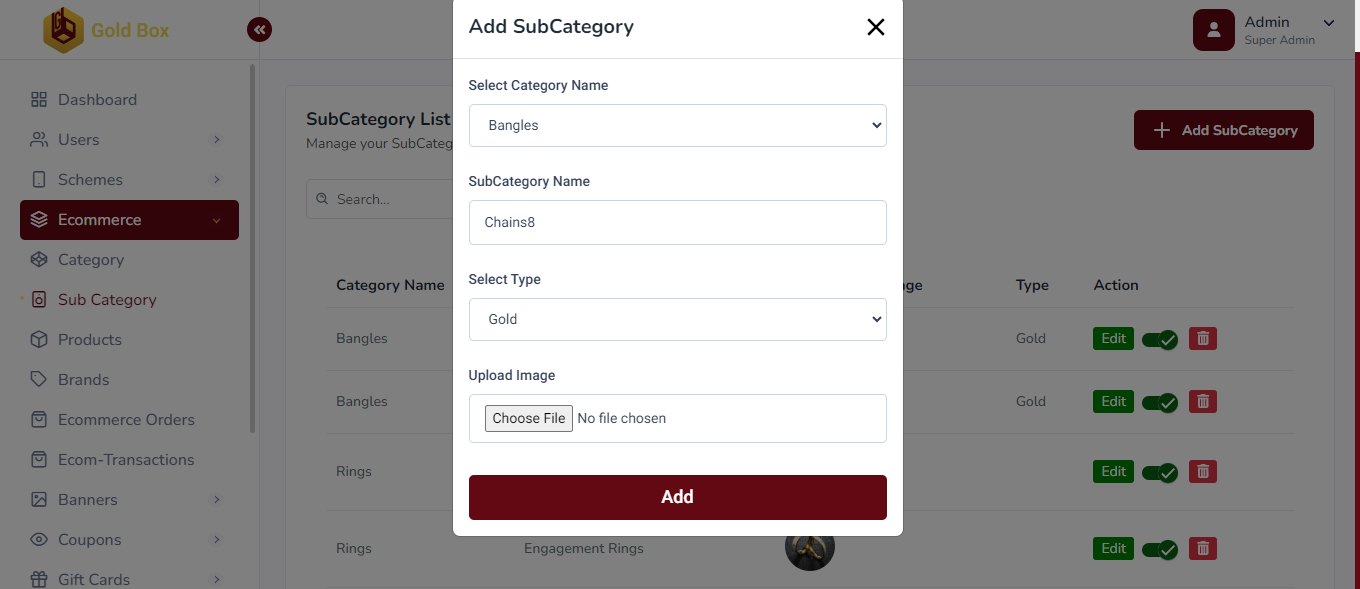 Gold Box
Add SubCategory
Admin
Super Admin
Dashboard
Users
Schemes
Ecommerce
Category
Sub Category
Products
Brands
Ecommerce Orders
Ecom-Transactions
Banners
Coupons
Gift Cards
SubCategory List
Manage your SubCateg
Search...
Add SubCategory
Select Category Name
Bangles
SubCategory Name
Chains8
Select Type
Gold
Upload Image
Choose File No file chosen
Add
Category Name Type Action
Bangles Gold Edit
Bangles Gold Edit
Rings Edit
Rings Engagement Rings Edit